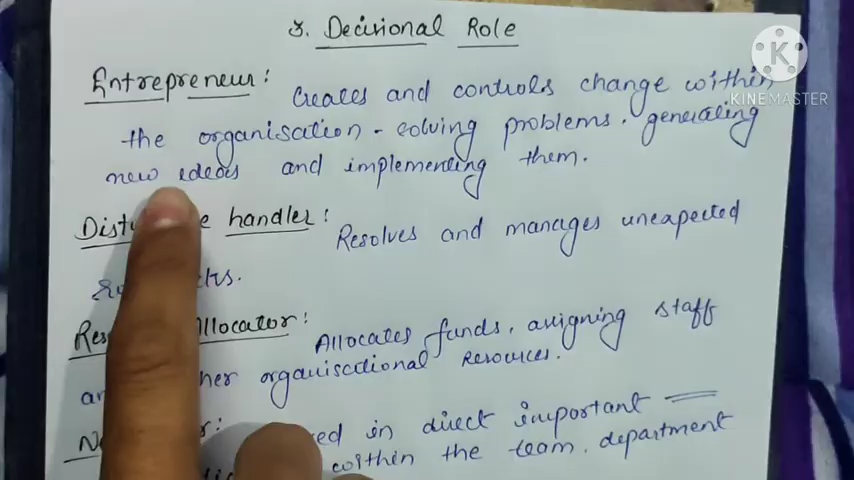 3. Decisional Role
KINEMASTER
Entrepreneur: Creates and controls change within
the organisation - solving problems, generating
new ideas and implementing them.
handler: Resolves and manages unexpected
Allocator: Allocates funds, assigning staff
organisational Resources.
in direct important
within the team, department